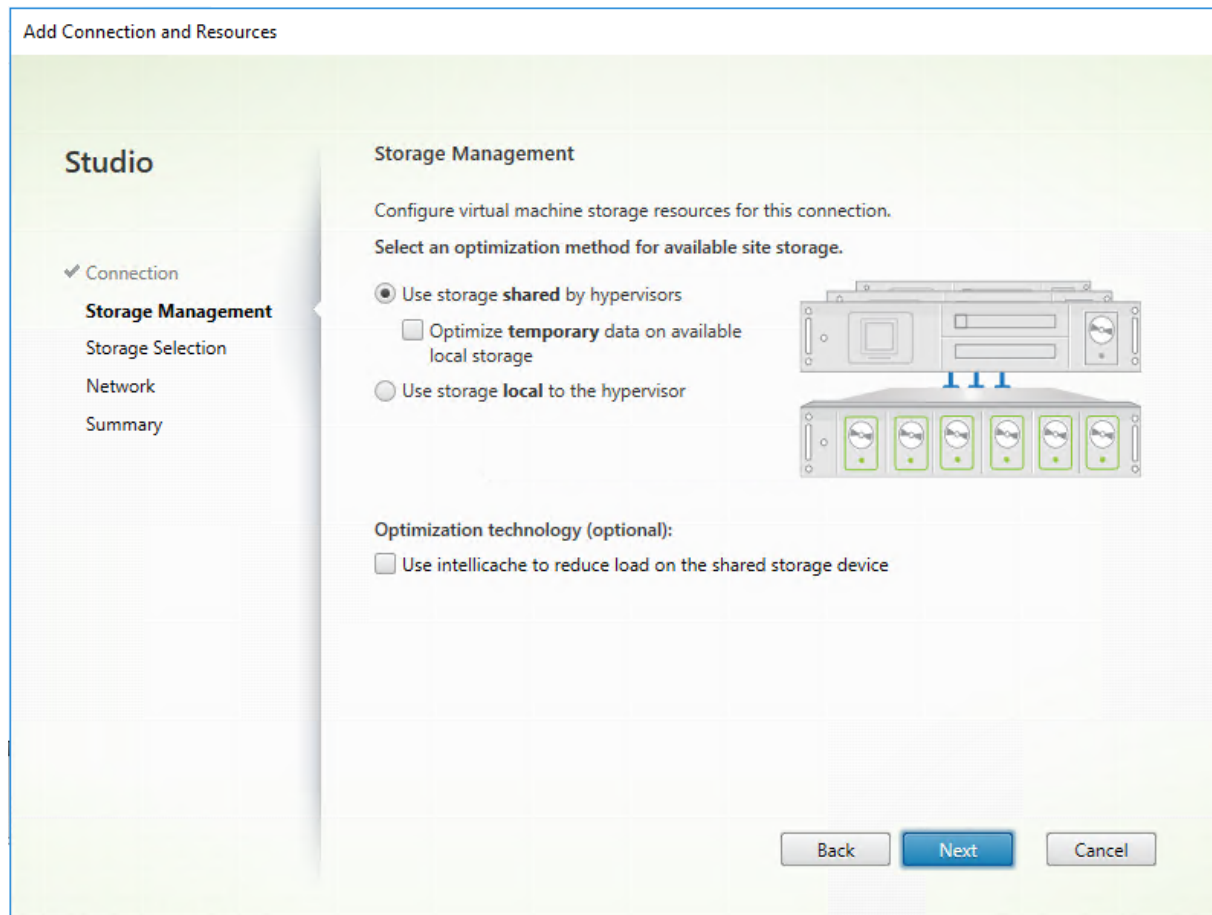 Add Connection and Resources
Studio
Connection
Storage Management
Storage Selection
Network
Summary
Storage Management
Configure virtual machine storage resources for this connection.
Select an optimization method for available site storage.
Use storage shared by hypervisors
Optimize temporary data on available
local storage
Use storage local to the hypervisor
Optimization technology (optional):
Use intellicache to reduce load on the shared storage device
Back
Next
Cancel